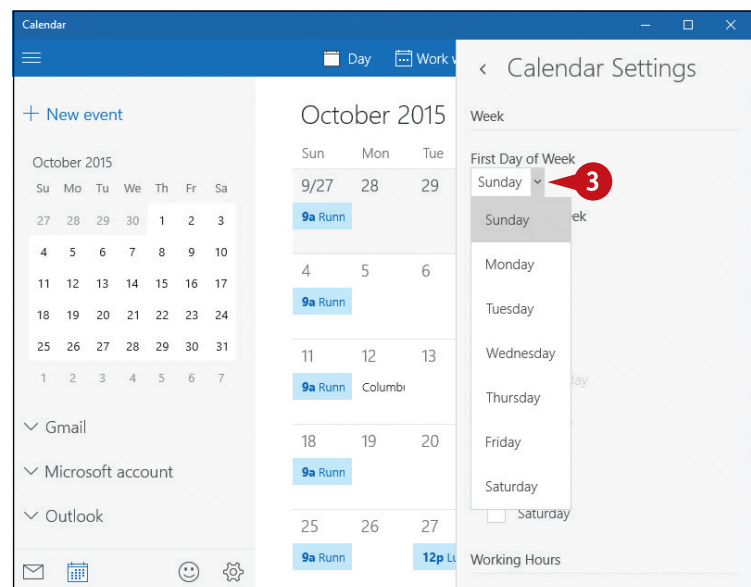 Calendar
Day
Work
Calendar Settings
New event
October 2015
Su Mo Tu We Th Fr Sa
27 28 29 30 1 2 3
4 5 6 7 8 9 10
11 12 13 14 15 16 17
18 19 20 21 22 23 24
25 26 27 28 29 30 31
1 2 3 4 5 6 7
Gmail
Microsoft account
Outlook
October 2015
Sun Mon Tue
9/27 28 29
9a Runn
4 5 6
9a Runn
11 12 13
9a Runn Columb
18 19 20
9a Runn
25 26 27
9a Runn 12p Lu
Week
First Day of Week
Sunday
3
Sunday
ek
Monday
Tuesday
Wednesday
day
Thursday
Friday
Saturday
Saturday
Working Hours